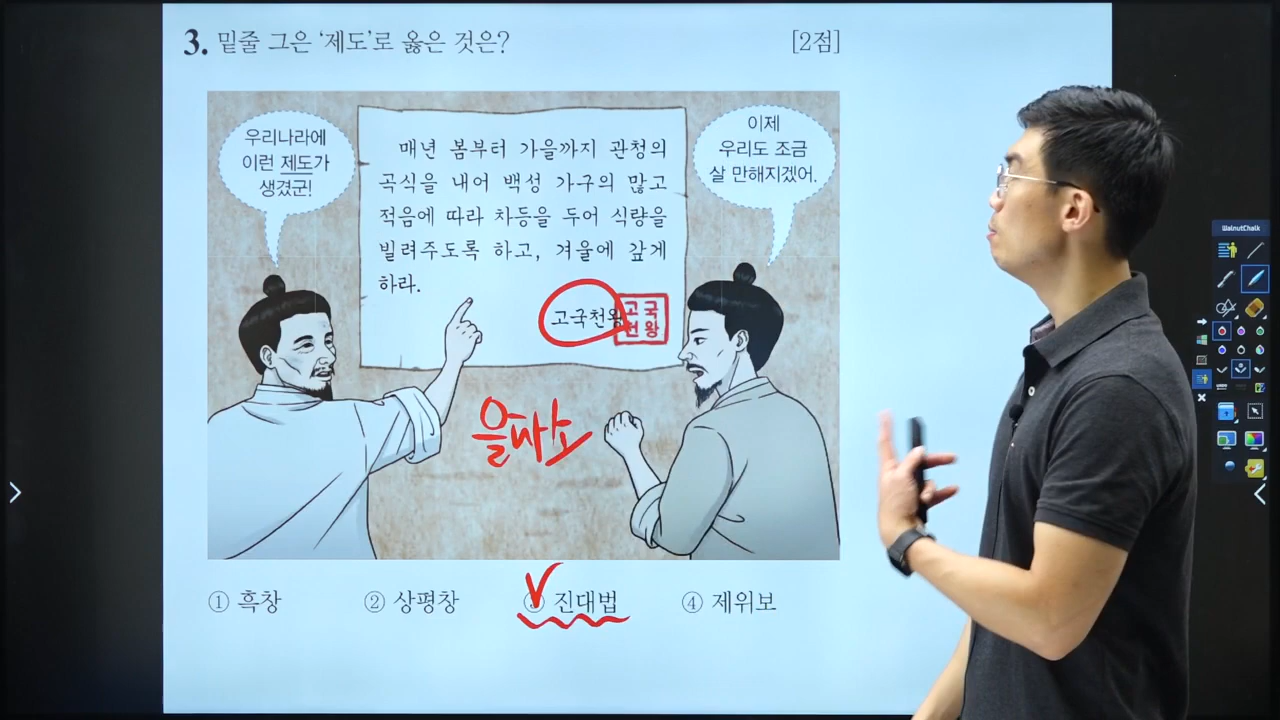 3. 밑줄 그은 '제도'로 옳은 것은? [2점]
우리나라에
이런 제도가
생겼군!
매년 봄부터 가을까지 관청의
곡식을 내어 백성 가구의 많고
적음에 따라 차등을 두어 식량을
빌려주도록 하고, 겨울에 갚게
하라.
고국천왕
고국
천왕
이제
우리도 조금
살 만해지겠어.
을파소
① 흑창 ② 상평창 ③ 진대법 ④ 제위보
WalnutChalk